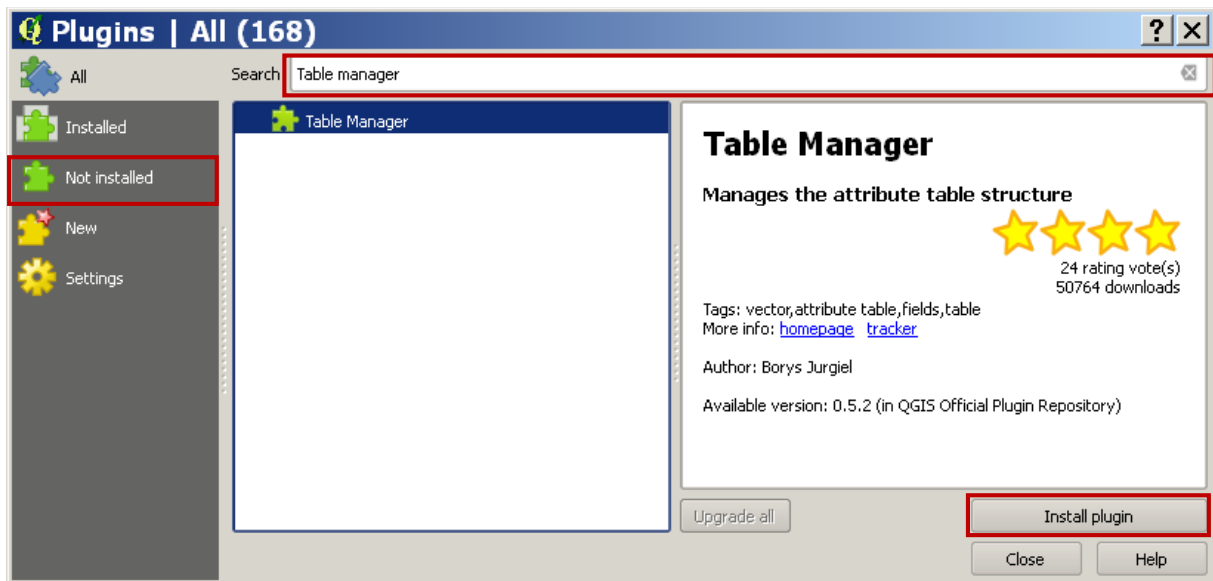 Plugins | All (168)
? X
All
Search Table manager
Installed
Not installed
New
Settings
Table Manager
Table Manager
Manages the attribute table structure
24 rating vote(s)
50764 downloads
Tags: vector,attribute table,fields,table
More info: homepage tracker
Author: Borys Jurgiel
Available version: 0.5.2 (in QGIS Official Plugin Repository)
Upgrade all
Install plugin
Close
Help